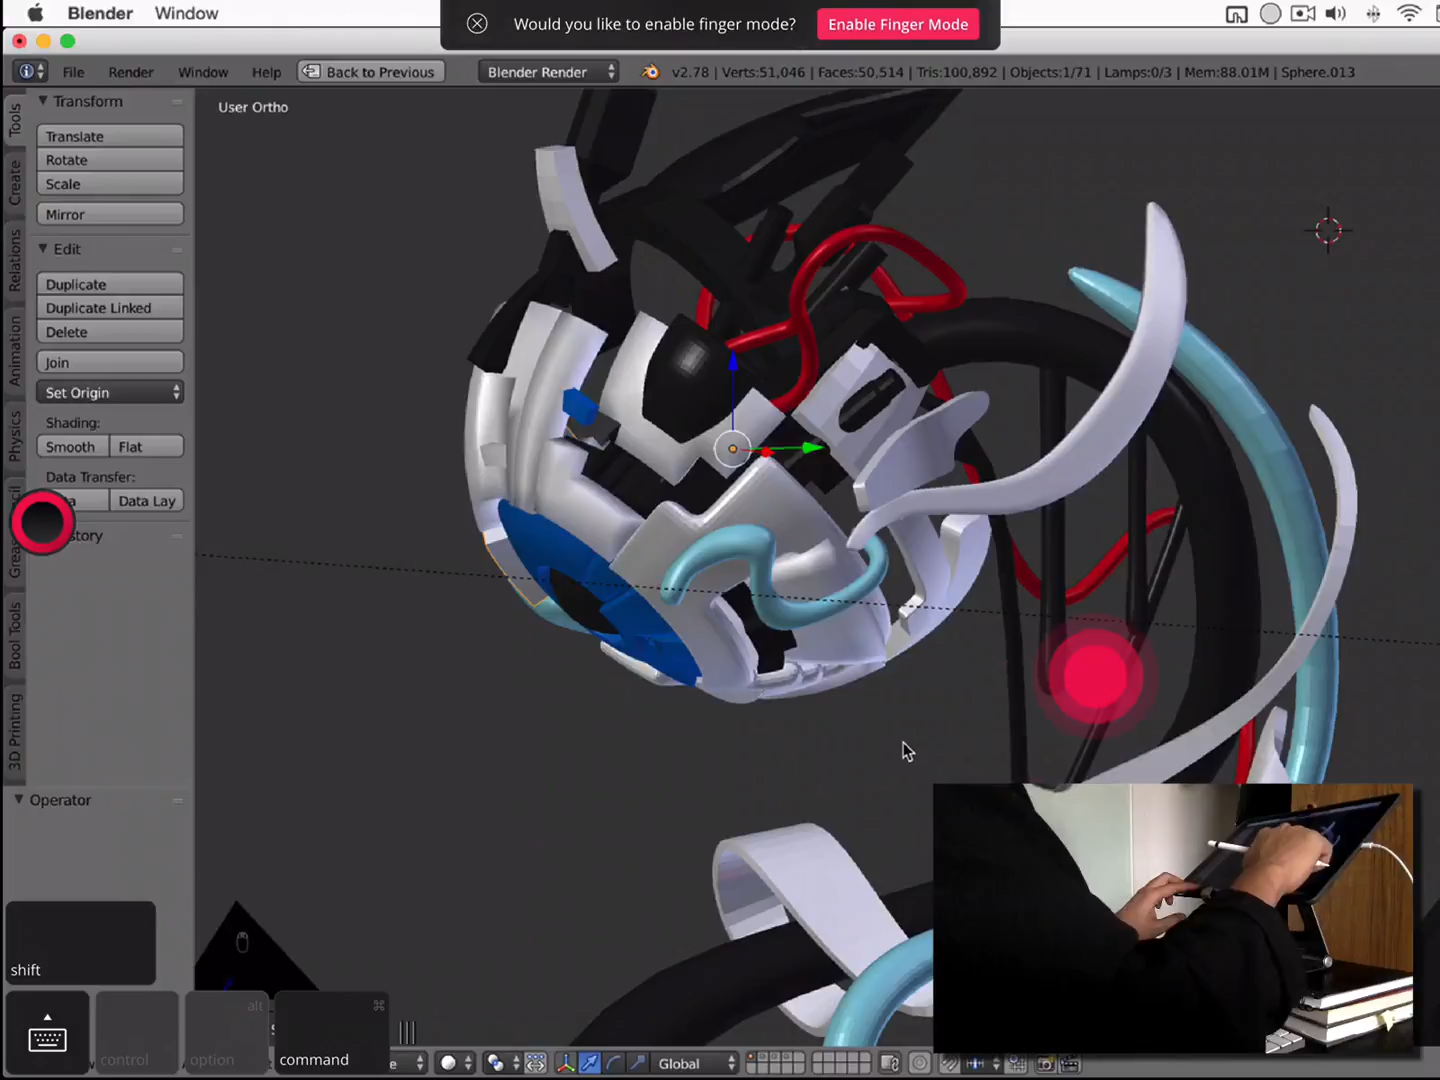 Blender Window
Would you like to enable finger mode? Enable Finger Mode
File Render Window Help Back to Previous Blender Render v2.78 | Verts:51,046 | Faces:50,514 | Tris:100,892 | Objects:1/71 | Lamps:0/3 | Mem:88.01M | Sphere.013
Transform
User Ortho
Tools
Translate
Rotate
Create
Scale
Mirror
Relations
Edit
Duplicate
Duplicate Linked
Animation
Delete
Join
Set Origin
Physics
Shading:
Smooth Flat
Data Transfer:
Data Lay
Bool Tools
3D Printing
Operator
shift
alt
control option command
Global